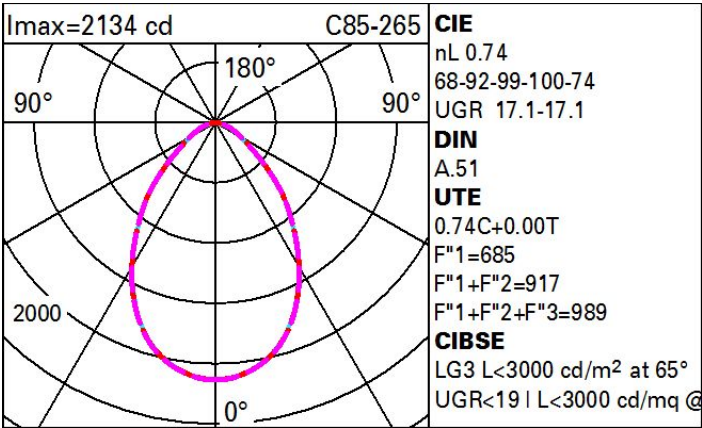 Imax=2134 cd C85-265
180°
90° 90°
2000
0°
CIE
nL 0.74
68-92-99-100-74
UGR 17.1-17.1
DIN
A.51
UTE
0.74C+0.00T
F"1=685
F"1+F"2=917
F"1+F"2+F"3=989
CIBSE
LG3 L<3000 cd/m² at 65°
UGR<19 | L<3000 cd/mq @